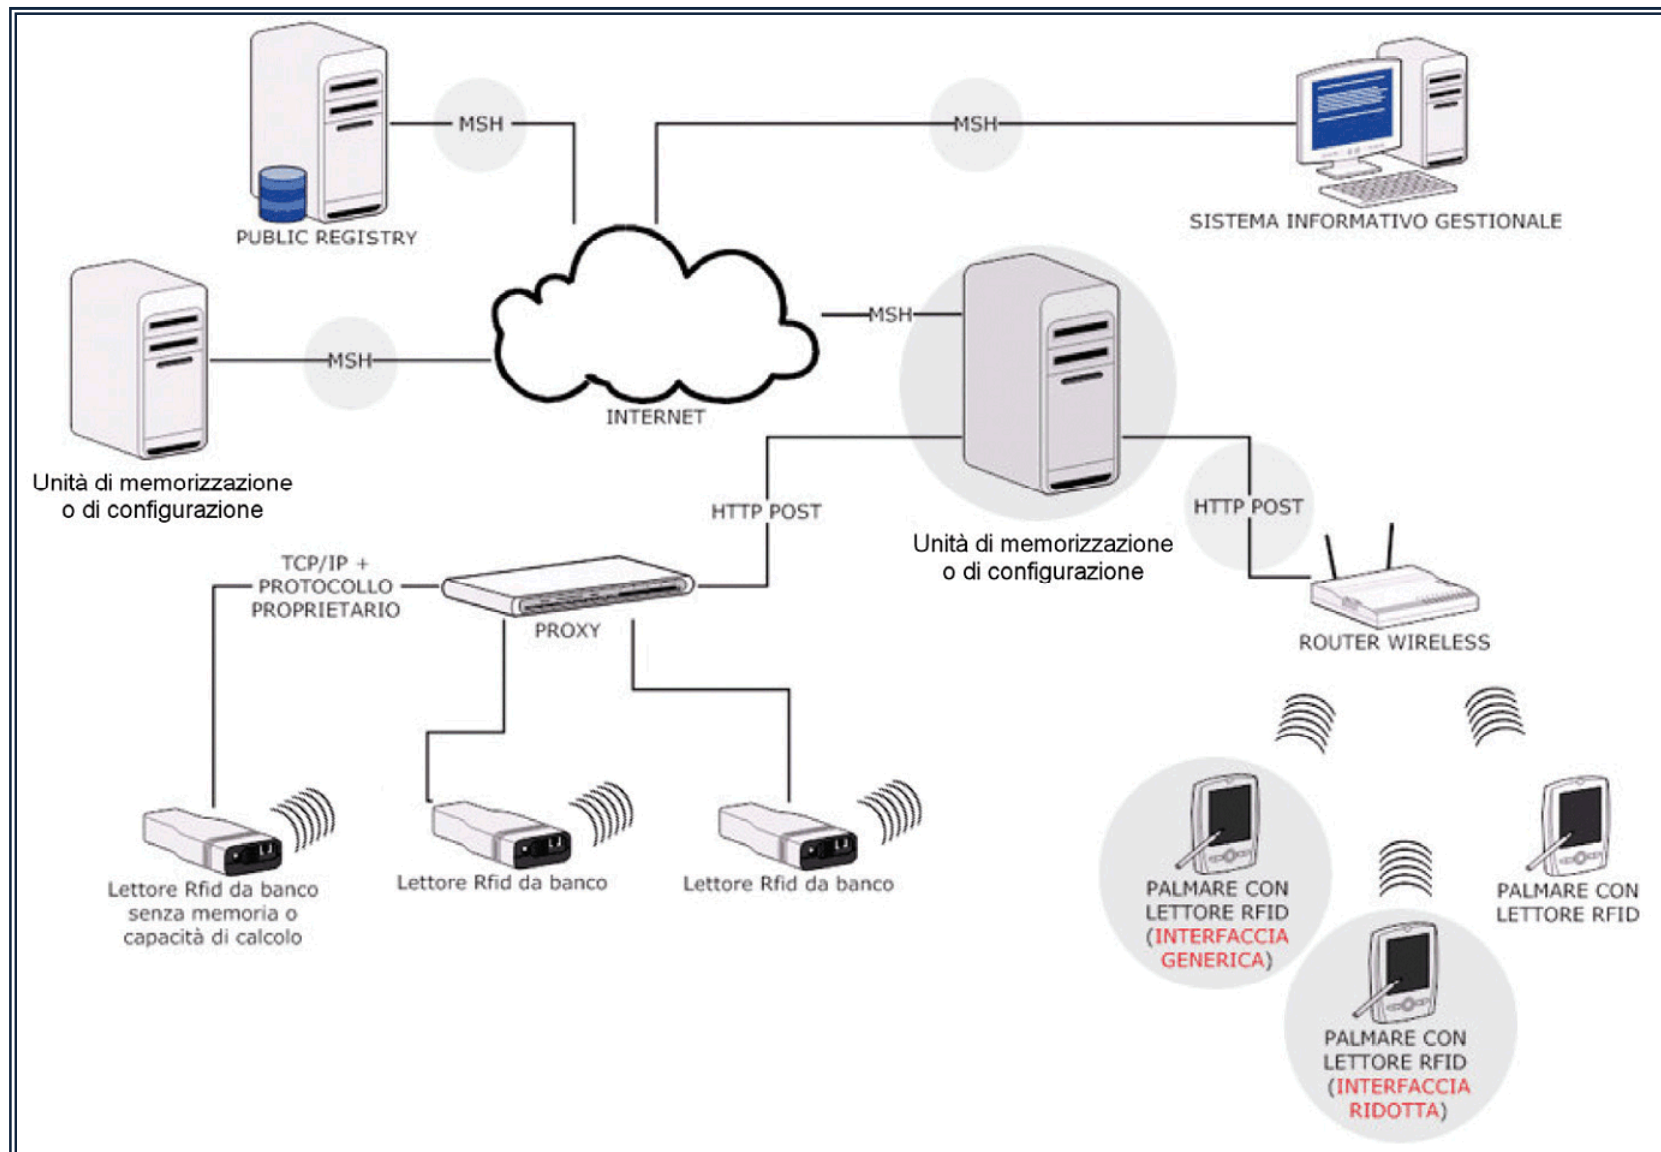 MSH
MSH
PUBLIC REGISTRY
SISTEMA INFORMATIVO GESTIONALE
MSH
MSH
INTERNET
Unità di memorizzazione
o di configurazione
HTTP POST
HTTP POST
Unità di memorizzazione
o di configurazione
TCP/IP +
PROTOCOLLO
PROPRIETARIO
PROXY
ROUTER WIRELESS
Lettore Rfid da banco
senza memoria o
capacità di calcolo
Lettore Rfid da banco
Lettore Rfid da banco
PALMARE CON
LETTORE RFID
(INTERFACCIA
GENERICA)
PALMARE CON
LETTORE RFID
PALMARE CON
LETTORE RFID
(INTERFACCIA
RIDOTTA)